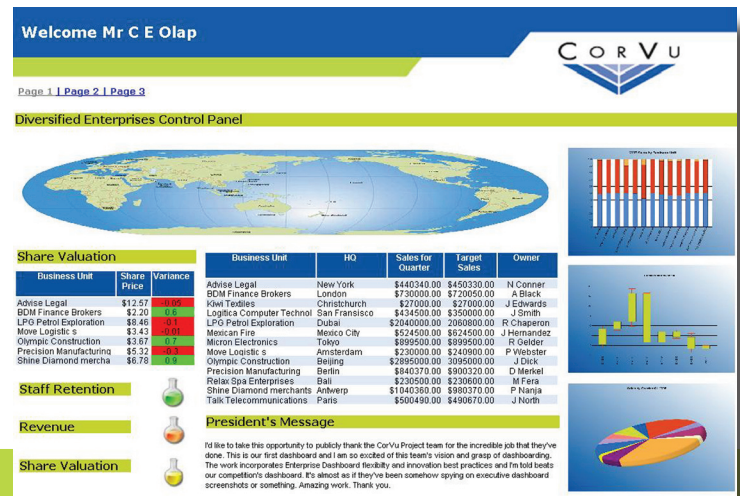 Welcome Mr C E Olap
CORVU
Page 1 | Page 2 | Page 3
Diversified Enterprises Control Panel
Share Valuation
Business Unit Share Price Variance
Advise Legal $12.57 -0.05
BDM Finance Brokers $2.20 0.6
LPG Petrol Exploration $8.46 -0.1
Move Logistic s $3.43 -0.01
Olympic Construction $3.67 0.7
Precision Manufacturing $5.32 -0.3
Shine Diamond mercha $6.78 0.9
Staff Retention
Revenue
Share Valuation
Business Unit HQ Sales for Quarter Target Sales Owner
Advise Legal New York $440340.00 $450330.00 N Conner
BDM Finance Brokers London $730000.00 $720050.00 A Black
Kiwi Textiles Christchurch $27000.00 $27000.00 J Edwards
Logitica Computer Technol San Fransisco $434500.00 $350000.00 J Smith
LPG Petrol Exploration Dubai $2040000.00 2060800.00 R Chaperon
Mexican Fire Mexico City $524500.00 $624500.00 J Hernandez
Micron Electronics Tokyo $899500.00 $899500.00 R Gelder
Move Logistic s Amsterdam $230000.00 $240900.00 P Webster
Olympic Construction Beijing $2895000.00 3095000.00 J Dick
Precision Manufacturing Berlin $840370.00 $900320.00 D Merkel
Relax Spa Enterprises Bali $230500.00 $230600.00 M Fera
Shine Diamond merchants Antwerp $1040360.00 $980370.00 P Nanja
Talk Telecommunications Paris $500490.00 $490670.00 J North
President's Message
I'd like to take this opportunity to publicly thank the CorVu Project team for the incredible job that they've
done. This is our first dashboard and I am so excited of this team's vision and grasp of dashboarding.
The work incorporates Enterprise Dashboard flexibilty and innovation best practices and I'm told beats
our competition's dashboard. It's almost as if they've been somehow spying on executive dashboard
screenshots or something. Amazing work. Thank you.